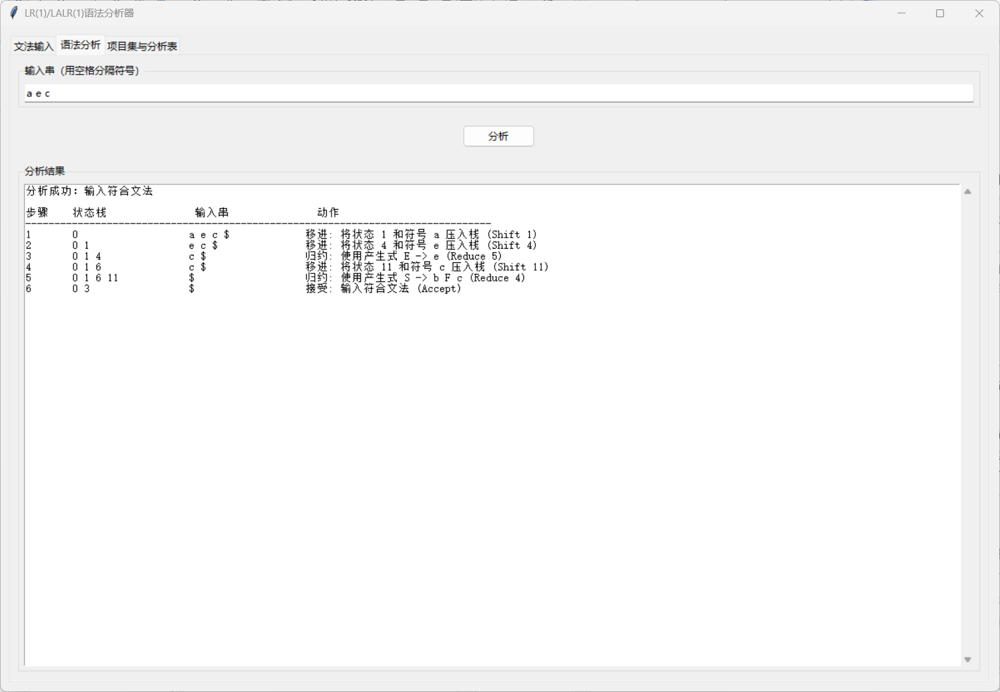 LR(1)/LALR(1)语法分析器
文法输入 语法分析 项目集与分析表
输入串（用空格分隔符号）
a e c
分析
分析结果
分析成功：输入符合文法
步骤 状态栈 输入串 动作
--------------------------------------------------------------------------------
1 0 a e c $ 移进: 将状态 1 和符号 a 压入栈 (Shift 1)
2 0 1 e c $ 移进: 将状态 4 和符号 e 压入栈 (Shift 4)
3 0 1 4 c $ 归约: 使用产生式 E -> e (Reduce 5)
4 0 1 6 c $ 移进: 将状态 11 和符号 c 压入栈 (Shift 11)
5 0 1 6 11 $ 归约: 使用产生式 S -> b F c (Reduce 4)
6 0 3 $ 接受: 输入符合文法 (Accept)